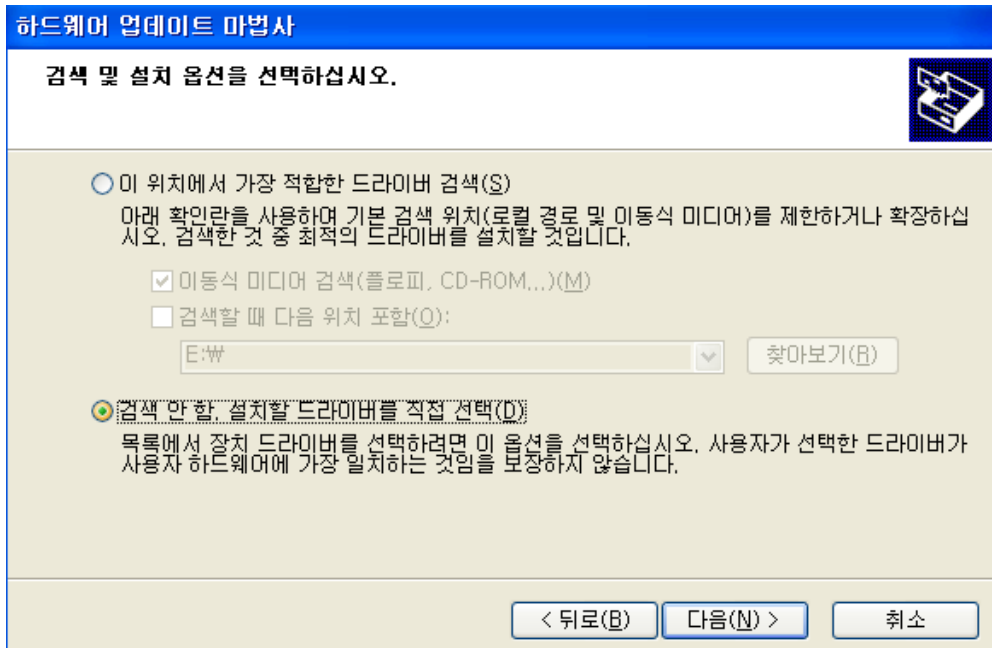 하드웨어 업데이트 마법사
검색 및 설치 옵션을 선택하십시오.
이 위치에서 가장 적합한 드라이버 검색(S)
아래 확인란을 사용하여 기본 검색 위치(로컬 경로 및 이동식 미디어)를 제한하거나 확장하십
시오. 검색한 것 중 최적의 드라이버를 설치할 것입니다.
이동식 미디어 검색(플로피, CD-ROM...)(M)
검색할 때 다음 위치 포함(O):
E:₩
찾아보기(R)
검색 안 함. 설치할 드라이버를 직접 선택(D)
목록에서 장치 드라이버를 선택하려면 이 옵션을 선택하십시오. 사용자가 선택한 드라이버가
사용자 하드웨어에 가장 일치하는 것임을 보장하지 않습니다.
< 뒤로(B) 다음(N) > 취소